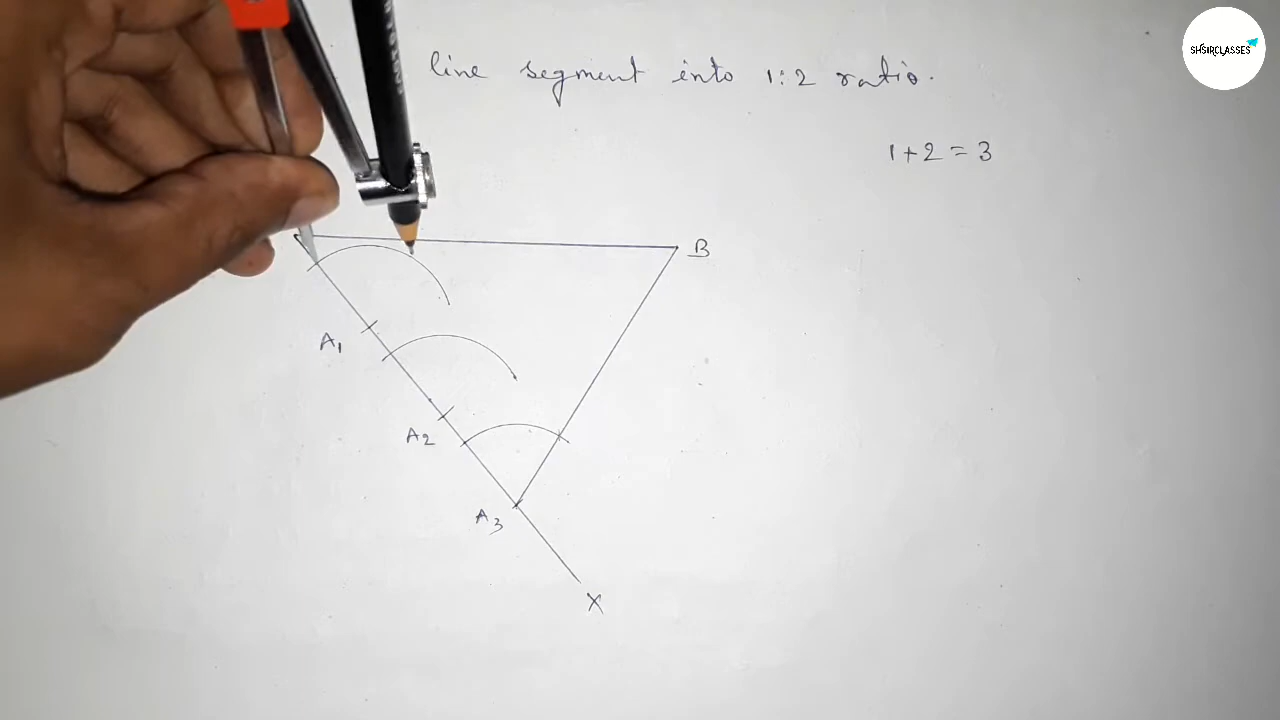 SHSIRCLASSES
line segment into 1:2 ratio.
1+2=3
B
A1
A2
A3
X